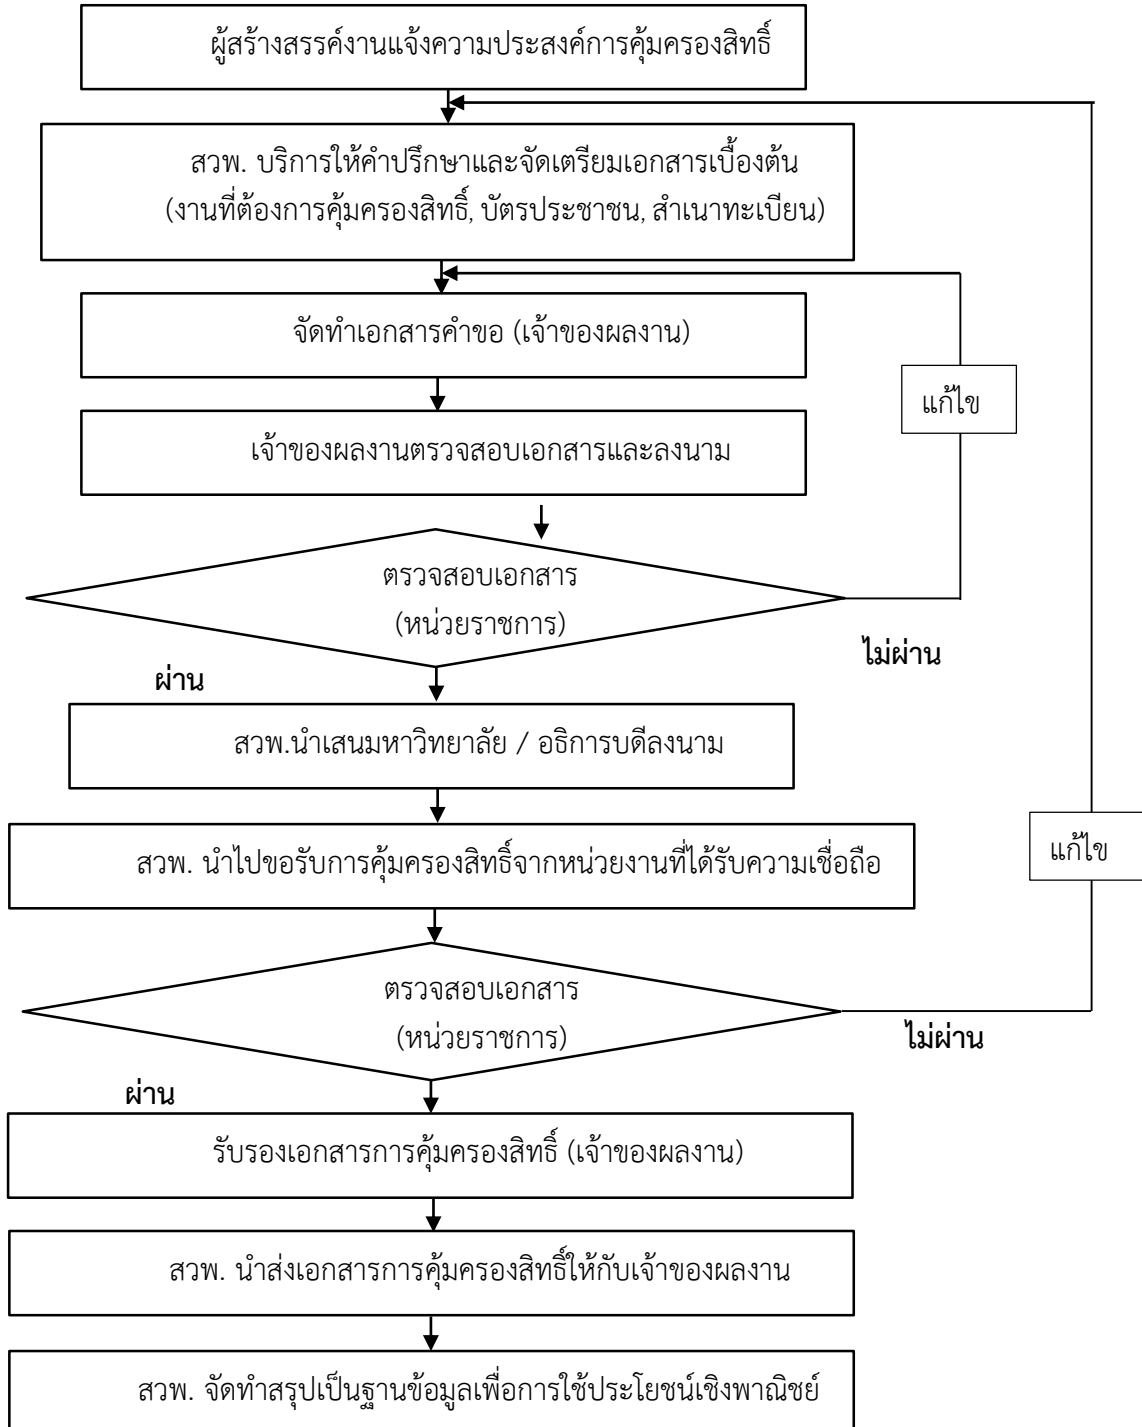 ผู้สร้างสรรค์งานแจ้งความประสงค์การคุ้มครองสิทธิ์
สวพ. บริการให้คำปรึกษาและจัดเตรียมเอกสารเบื้องต้น
(งานที่ต้องการคุ้มครองสิทธิ์, บัตรประชาชน, สำเนาทะเบียน)
จัดทำเอกสารคำขอ (เจ้าของผลงาน)
แก้ไข
เจ้าของผลงานตรวจสอบเอกสารและลงนาม
ตรวจสอบเอกสาร
(หน่วยราชการ)
ไม่ผ่าน
ผ่าน
สวพ.นำเสนมหาวิทยาลัย / อธิการบดีลงนาม
สวพ. นำไปขอรับการคุ้มครองสิทธิ์จากหน่วยงานที่ได้รับความเชื่อถือ
แก้ไข
ตรวจสอบเอกสาร
(หน่วยราชการ)
ไม่ผ่าน
ผ่าน
รับรองเอกสารการคุ้มครองสิทธิ์ (เจ้าของผลงาน)
สวพ. นำส่งเอกสารการคุ้มครองสิทธิ์ให้กับเจ้าของผลงาน
สวพ. จัดทำสรุปเป็นฐานข้อมูลเพื่อการใช้ประโยชน์เชิงพาณิชย์